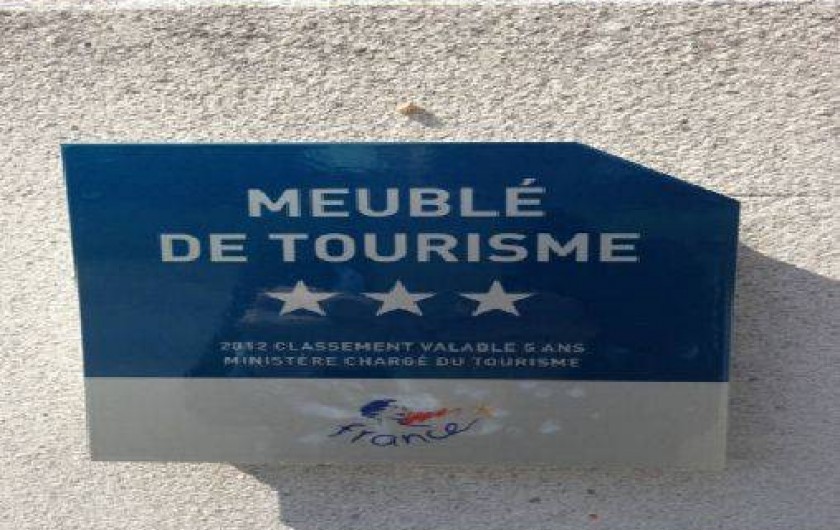 MEUBLÉ
DE TOURISME
2012 CLASSEMENT VALABLE 5 ANS
MINISTÈRE CHARGÉ DU TOURISME
france